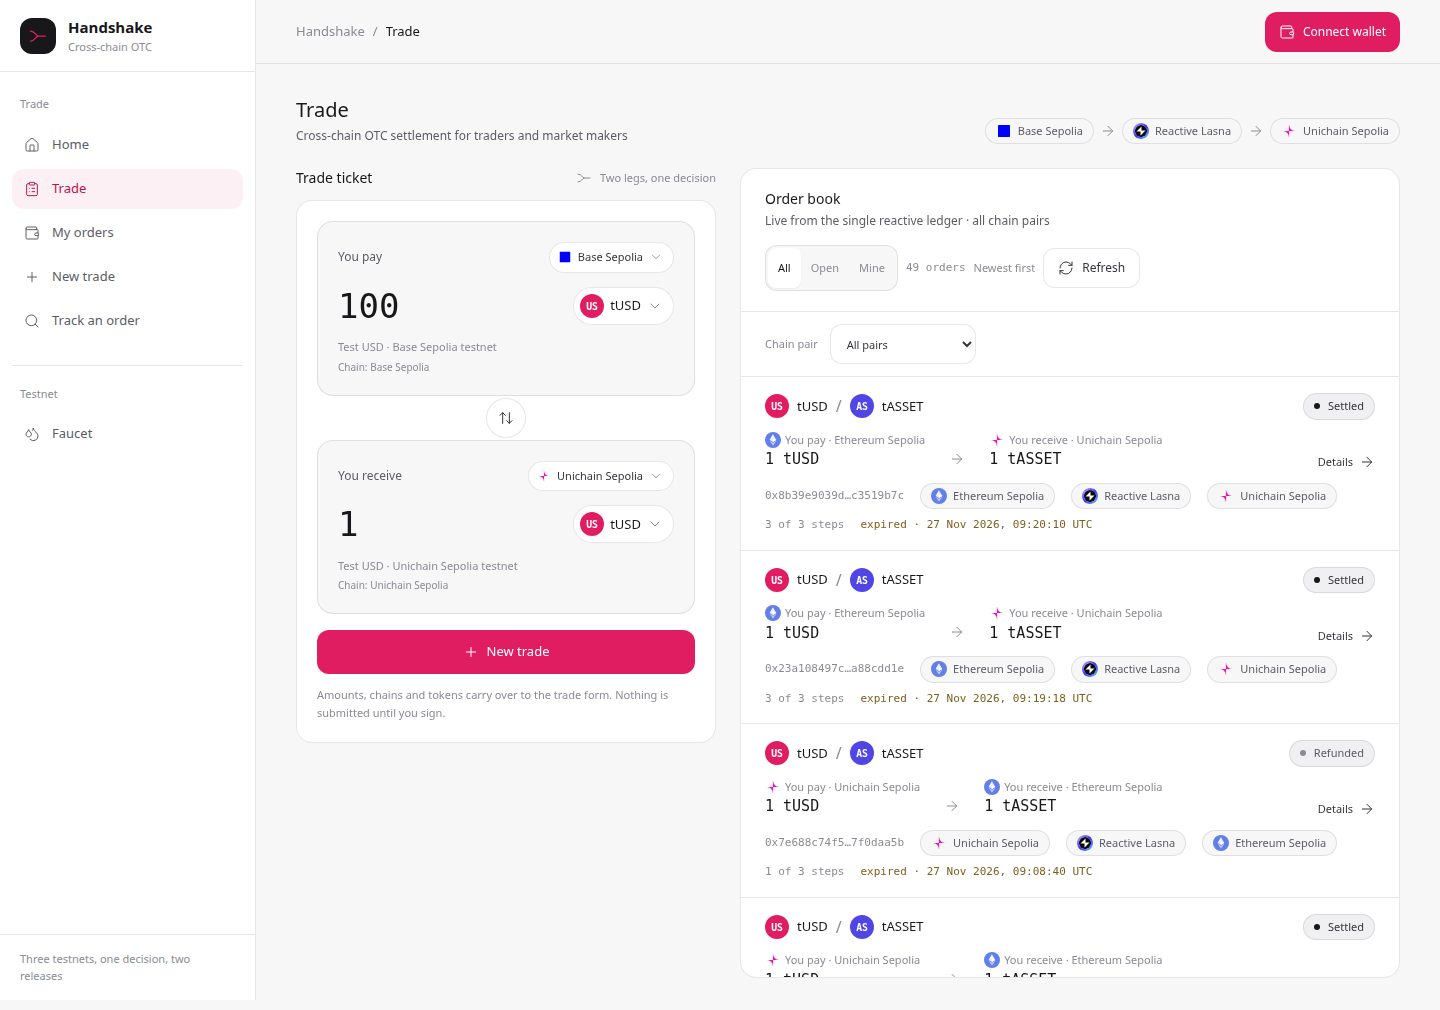 Handshake
Cross-chain OTC
Handshake / Trade
Connect wallet
Trade
Home
Trade
My orders
New trade
Track an order
Testnet
Faucet
Three testnets, one decision, two
releases
Trade
Cross-chain OTC settlement for traders and market makers
Base Sepolia
Reactive Lasna
Unichain Sepolia
Trade ticket
Two legs, one decision
You pay
Base Sepolia
100
US tUSD
Test USD · Base Sepolia testnet
Chain: Base Sepolia
You receive
Unichain Sepolia
1
US tUSD
Test USD · Unichain Sepolia testnet
Chain: Unichain Sepolia
New trade
Amounts, chains and tokens carry over to the trade form. Nothing is
submitted until you sign.
Order book
Live from the single reactive ledger · all chain pairs
All Open Mine 49 orders Newest first Refresh
Chain pair All pairs
US tUSD / AS tASSET Settled
You pay · Ethereum Sepolia You receive · Unichain Sepolia
1 tUSD 1 tASSET Details
0x8b39e9039d…c3519b7c Ethereum Sepolia Reactive Lasna Unichain Sepolia
3 of 3 steps expired · 27 Nov 2026, 09:20:10 UTC
US tUSD / AS tASSET Settled
You pay · Ethereum Sepolia You receive · Unichain Sepolia
1 tUSD 1 tASSET Details
0x23a108497c…a88cdd1e Ethereum Sepolia Reactive Lasna Unichain Sepolia
3 of 3 steps expired · 27 Nov 2026, 09:19:18 UTC
US tUSD / AS tASSET Refunded
You pay · Unichain Sepolia You receive · Ethereum Sepolia
1 tUSD 1 tASSET Details
0x7e688c74f5…7f0daa5b Unichain Sepolia Reactive Lasna Ethereum Sepolia
1 of 3 steps expired · 27 Nov 2026, 09:08:40 UTC
US tUSD / AS tASSET Settled
You pay · Unichain Sepolia You receive · Ethereum Sepolia
1 tUSD 1 tASSET